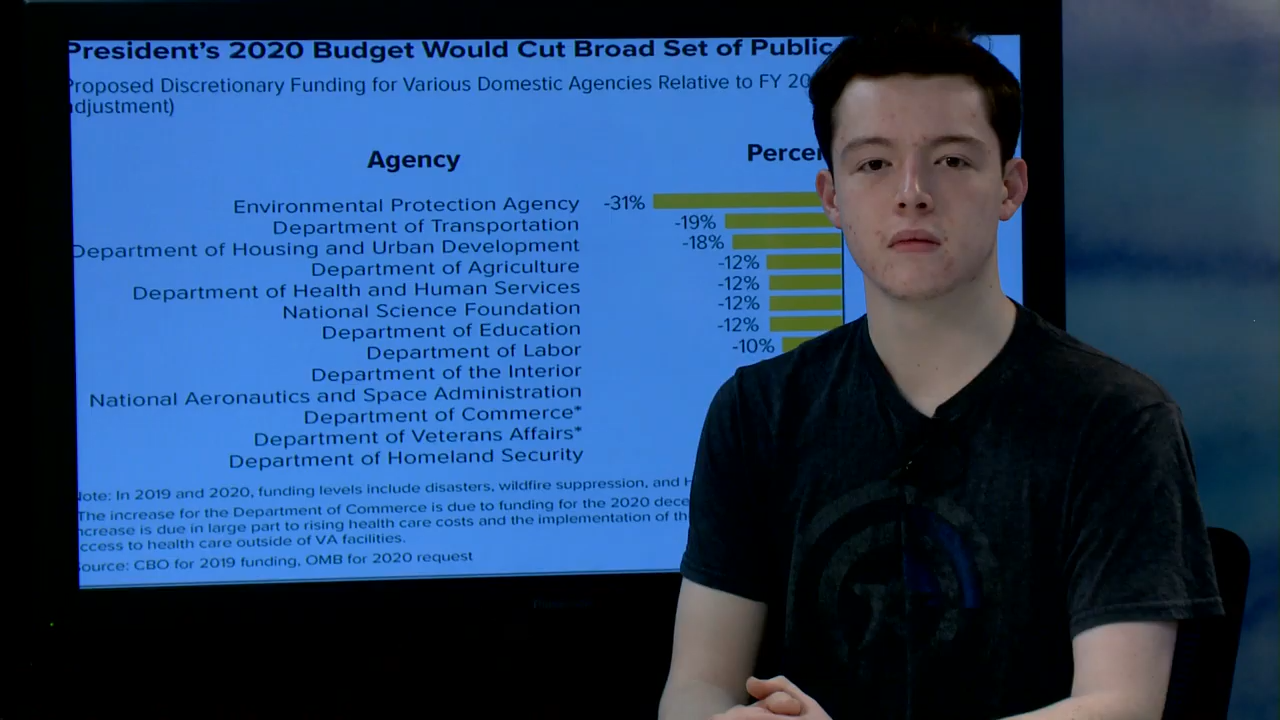 President's 2020 Budget Would Cut Broad Set of Public
Proposed Discretionary Funding for Various Domestic Agencies Relative to FY 20
adjustment)
Agency Percen
Environmental Protection Agency -31%
Department of Transportation -19%
Department of Housing and Urban Development -18%
Department of Agriculture -12%
Department of Health and Human Services -12%
National Science Foundation -12%
Department of Education -12%
Department of Labor -10%
Department of the Interior
National Aeronautics and Space Administration
Department of Commerce*
Department of Veterans Affairs*
Department of Homeland Security
Note: In 2019 and 2020, funding levels include disasters, wildfire suppression, and H
The increase for the Department of Commerce is due to funding for the 2020 dece
increase is due in large part to rising health care costs and the implementation of th
access to health care outside of VA facilities.
Source: CBO for 2019 funding, OMB for 2020 request